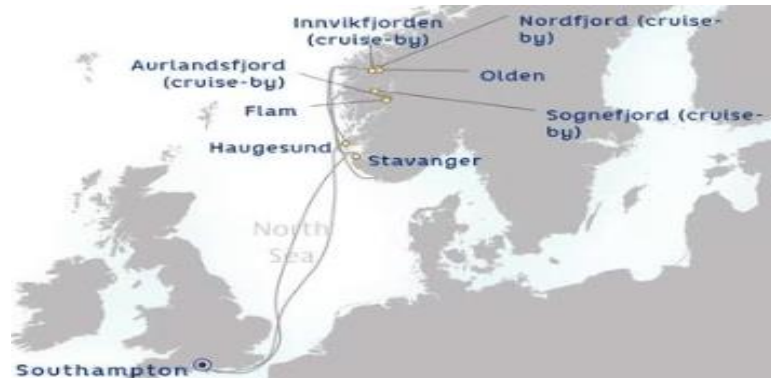 Innvikfjorden
(cruise-by)
Nordfjord (cruise-
by)
Aurlandsfjord
(cruise-by)
Olden
Flam
Sognefjord (cruise-
by)
Haugesund
Stavanger
North
Sea
Southampton